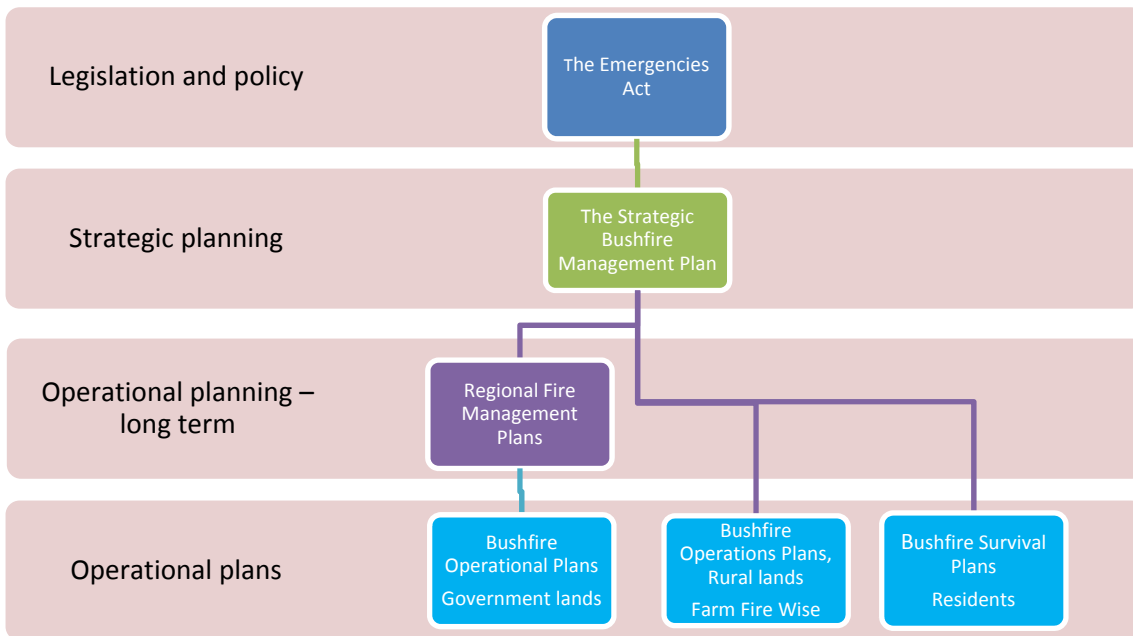 Legislation and policy
The Emergencies
Act
Strategic planning
The Strategic
Bushfire
Management Plan
Operational planning –
long term
Regional Fire
Management
Plans
Operational plans
Bushfire
Operational Plans
Government lands
Bushfire
Operations Plans,
Rural lands
Farm Fire Wise
Bushfire Survival
Plans
Residents